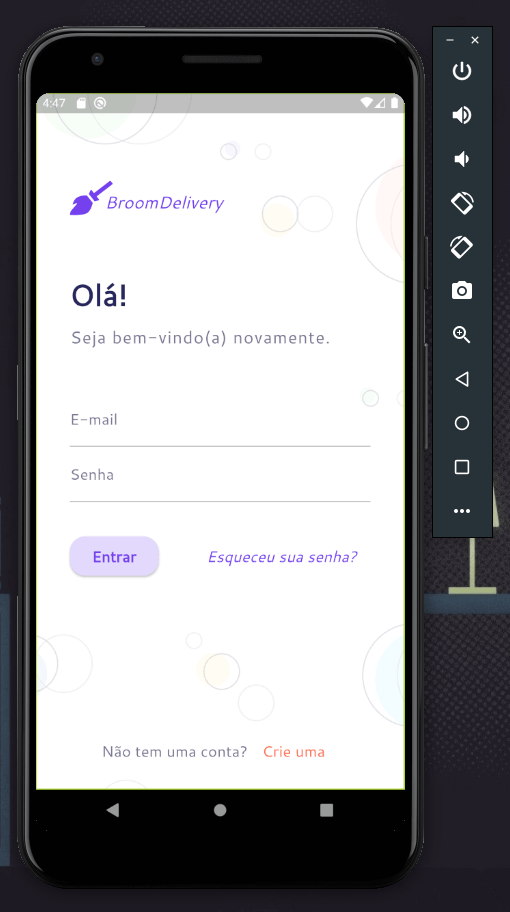 4:47
BroomDelivery
Olá!
Seja bem-vindo(a) novamente.
E-mail
Senha
Entrar
Esqueceu sua senha?
Não tem uma conta? Crie uma